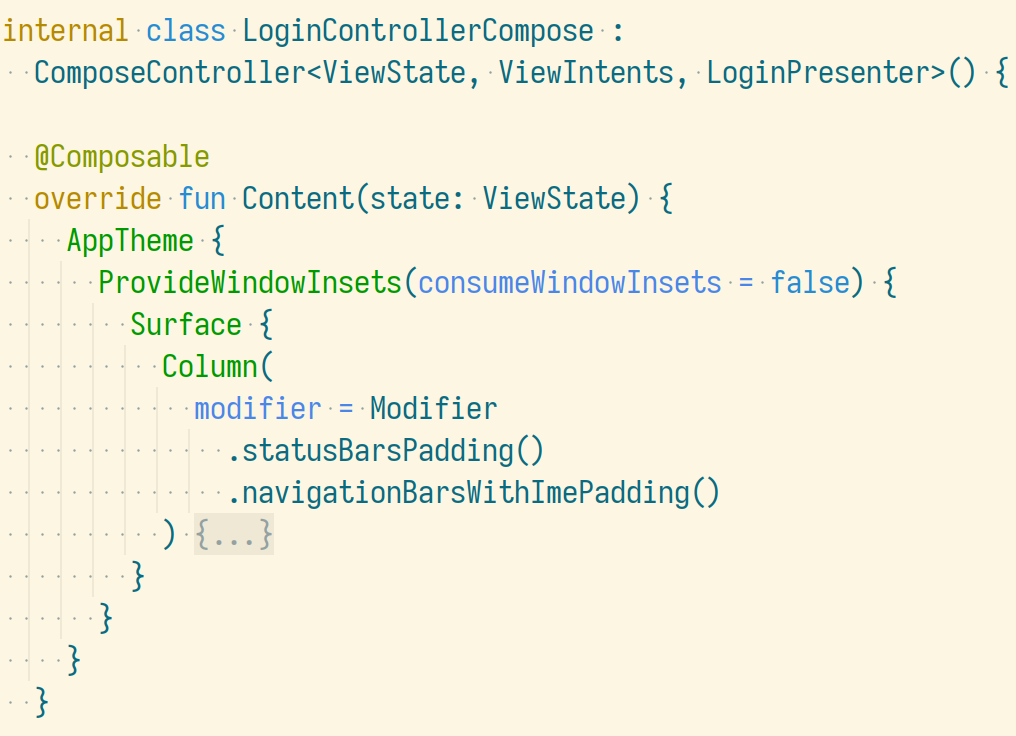 internal class LoginControllerCompose :
  ComposeController<ViewState, ViewIntents, LoginPresenter>() {

  @Composable
  override fun Content(state: ViewState) {
    AppTheme {
      ProvideWindowInsets(consumeWindowInsets = false) {
        Surface {
          Column(
            modifier = Modifier
              .statusBarsPadding()
              .navigationBarsWithImePadding()
          ) {...}
        }
      }
    }
  }